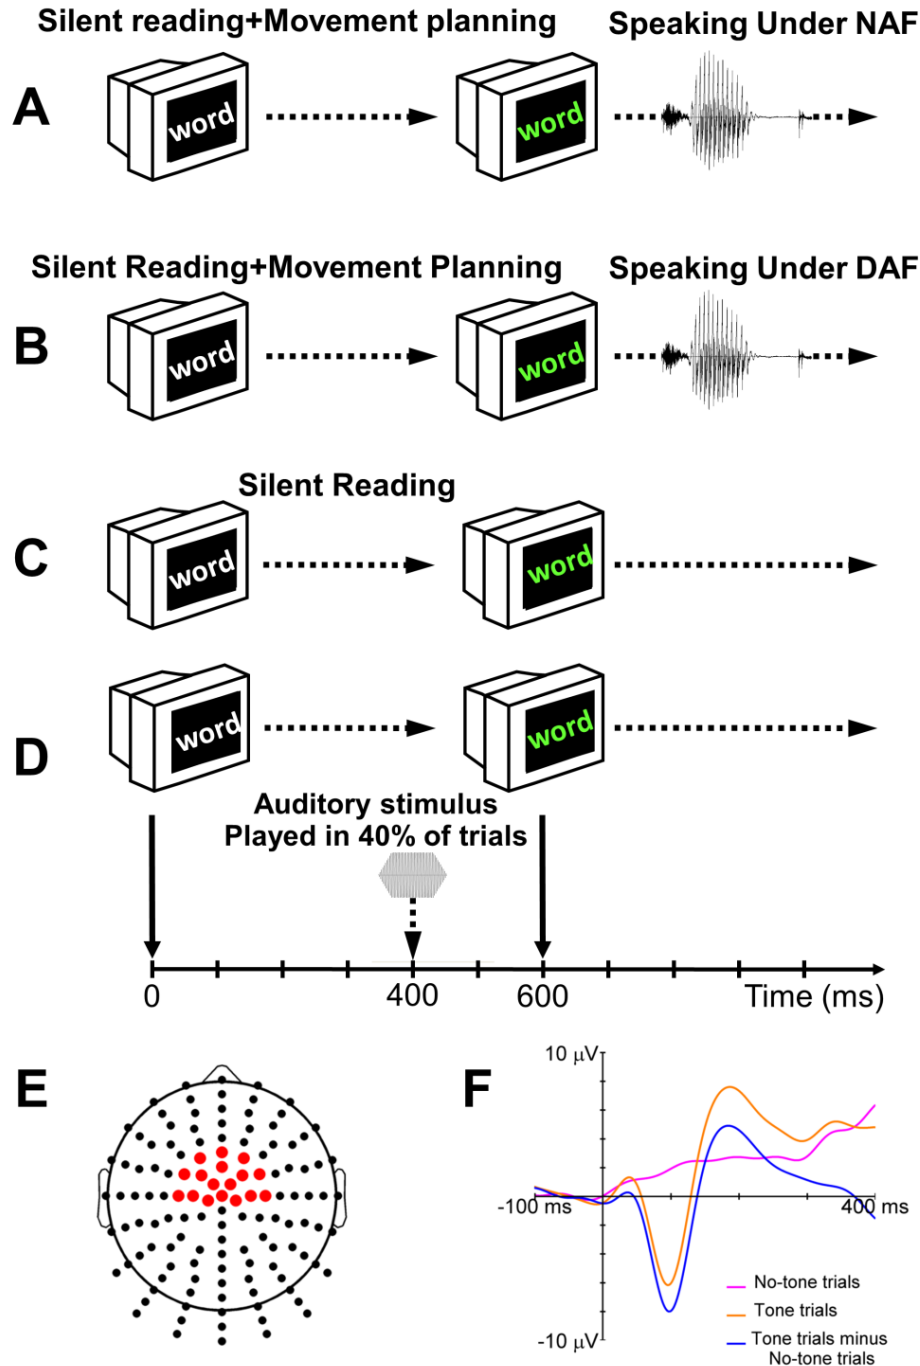 Silent reading+Movement planning
Speaking Under NAF
A
word
word
Silent Reading+Movement Planning
Speaking Under DAF
B
word
word
Silent Reading
C
word
word
D
word
word
Auditory stimulus
Played in 40% of trials
0
400
600
Time (ms)
E
F
10 μV
-100 ms
400 ms
No-tone trials
Tone trials
Tone trials minus
No-tone trials
-10 μV